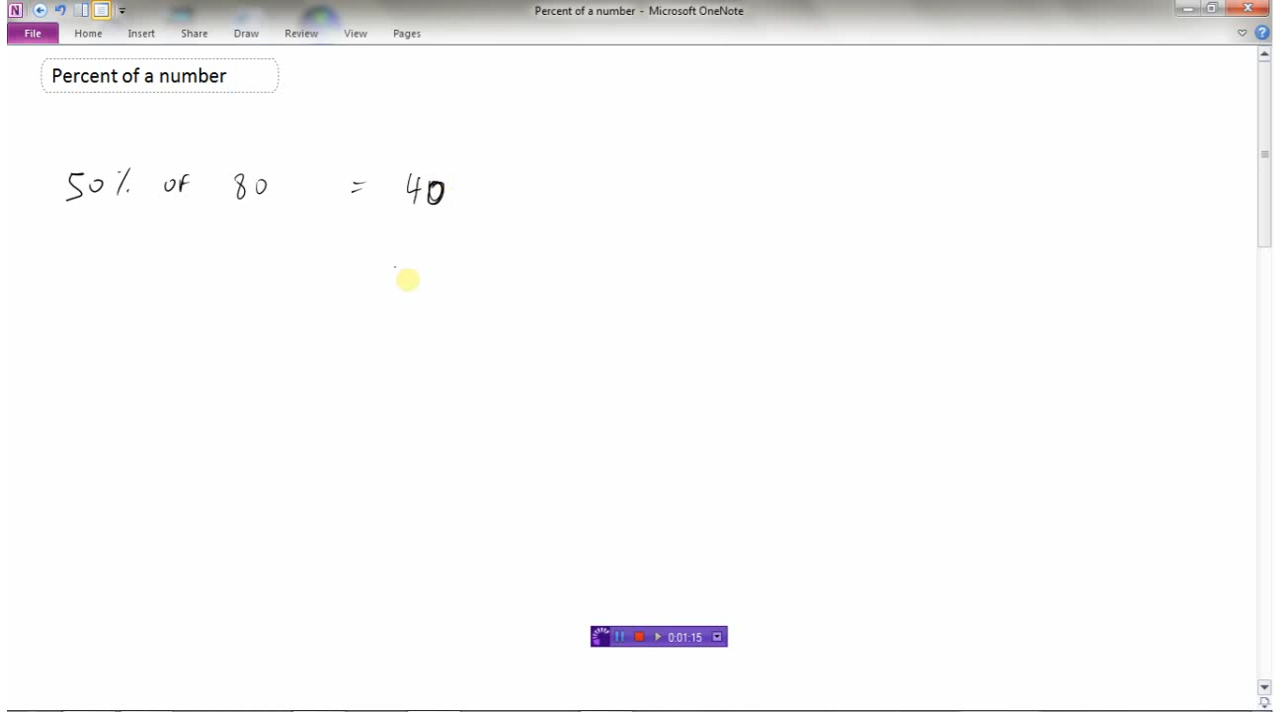 Percent of a number - Microsoft OneNote
File Home Insert Share Draw Review View Pages
Percent of a number
50% of 80 = 40
0:01:15